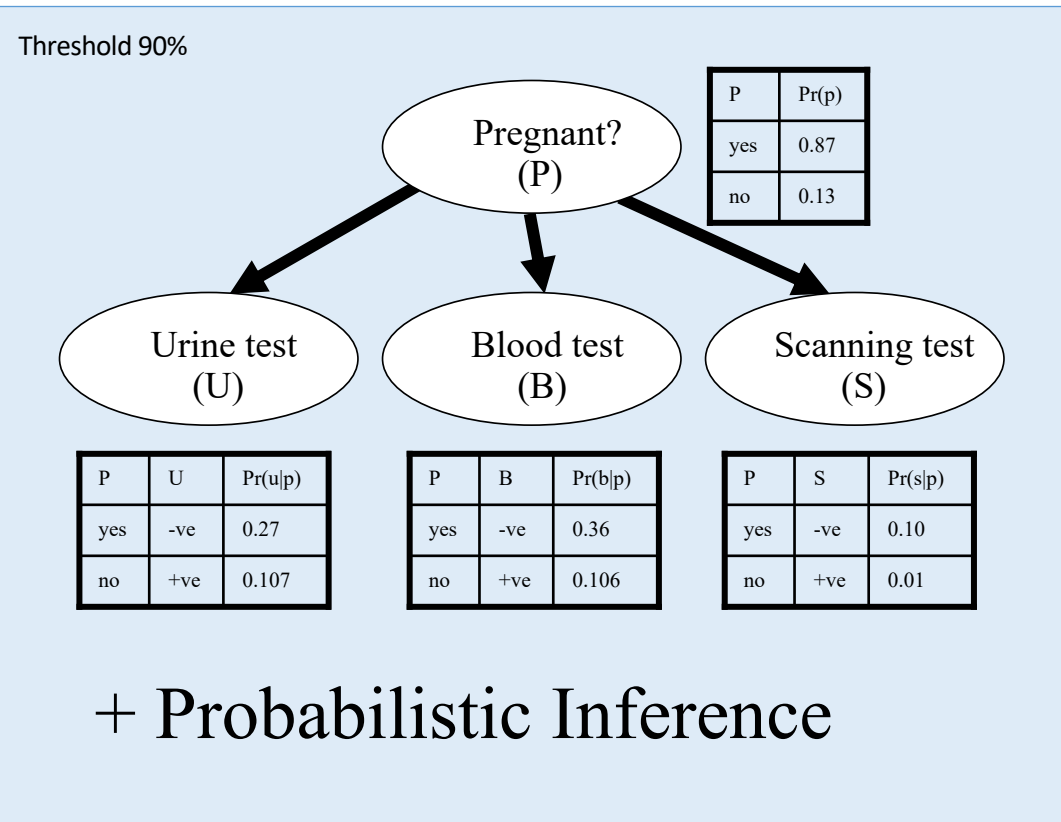 Threshold 90%
P Pr(p)
yes 0.87
no 0.13
Pregnant?
(P)
Urine test
(U)
Blood test
(B)
Scanning test
(S)
P U Pr(u|p)
yes -ve 0.27
no +ve 0.107
P B Pr(b|p)
yes -ve 0.36
no +ve 0.106
P S Pr(s|p)
yes -ve 0.10
no +ve 0.01
+ Probabilistic Inference